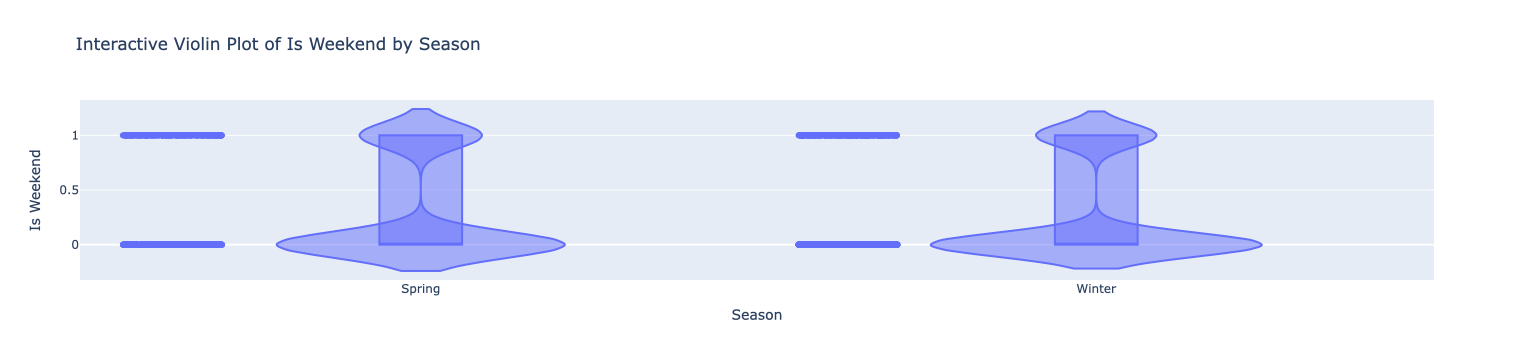 Interactive Violin Plot of Is Weekend by Season
Is Weekend
1
0.5
0
Spring
Winter
Season